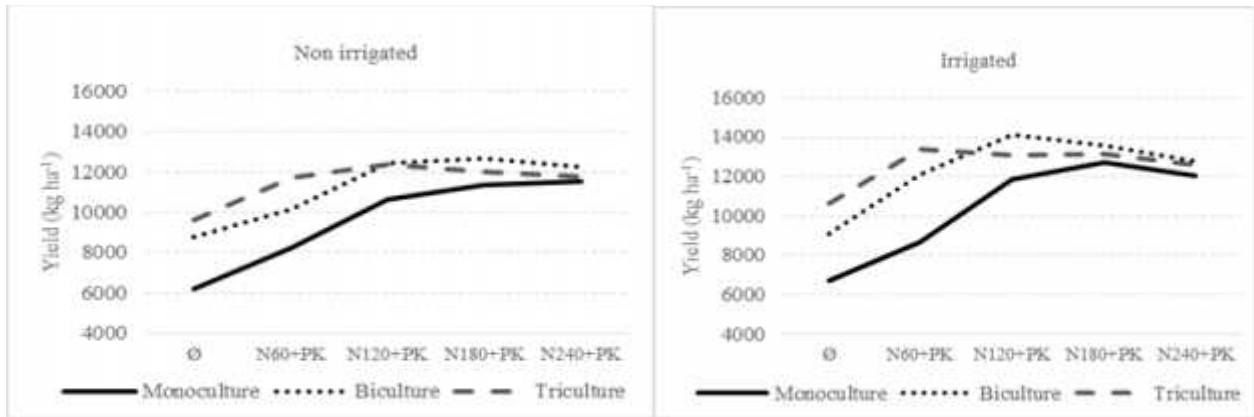 Non irrigated
Yield (kg ha⁻¹)
16000
14000
12000
10000
8000
6000
4000
Ø N60+PK N120+PK N180+PK N240+PK
Monoculture Biculture Triculture
Irrigated
Yield (kg ha⁻¹)
16000
14000
12000
10000
8000
6000
4000
Ø N60+PK N120+PK N180+PK N240+PK
Monoculture Biculture Triculture